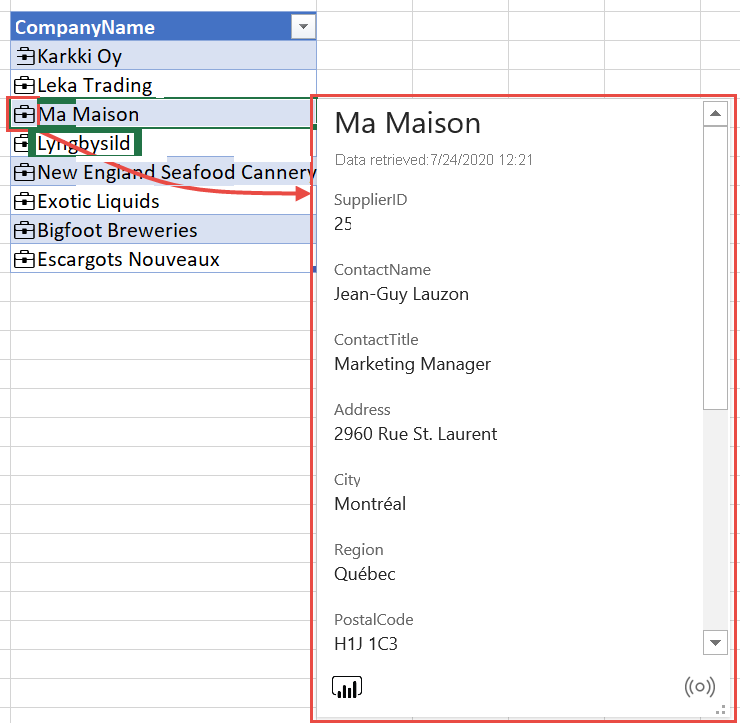 CompanyName
Karkki Oy
Leka Trading
Ma Maison
Lyngbysild
New England Seafood Cannery
Exotic Liquids
Bigfoot Breweries
Escargots Nouveaux
Ma Maison
Data retrieved:7/24/2020 12:21
SupplierID
25
ContactName
Jean-Guy Lauzon
ContactTitle
Marketing Manager
Address
2960 Rue St. Laurent
City
Montréal
Region
Québec
PostalCode
H1J 1C3